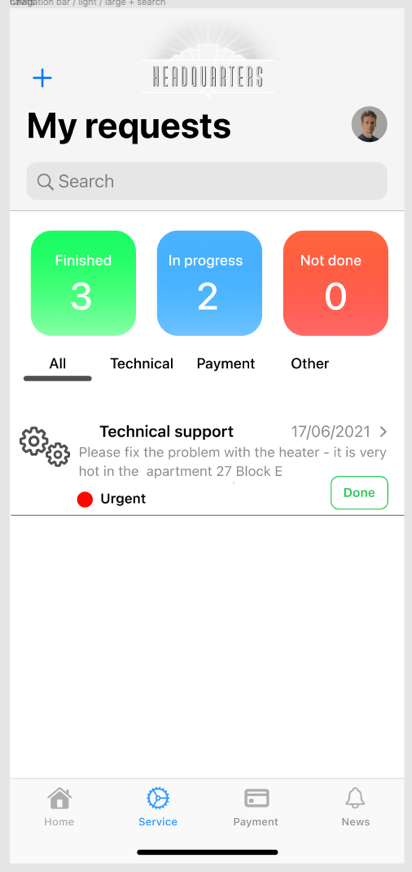 gation bar / light / large + search
HEADQUARTERS
My requests
Search
Finished
In progress
Not done
3
2
0
All
Technical
Payment
Other
Technical support
17/06/2021
Please fix the problem with the heater - it is very
hot in the apartment 27 Block E
Done
Urgent
Home
Service
Payment
News